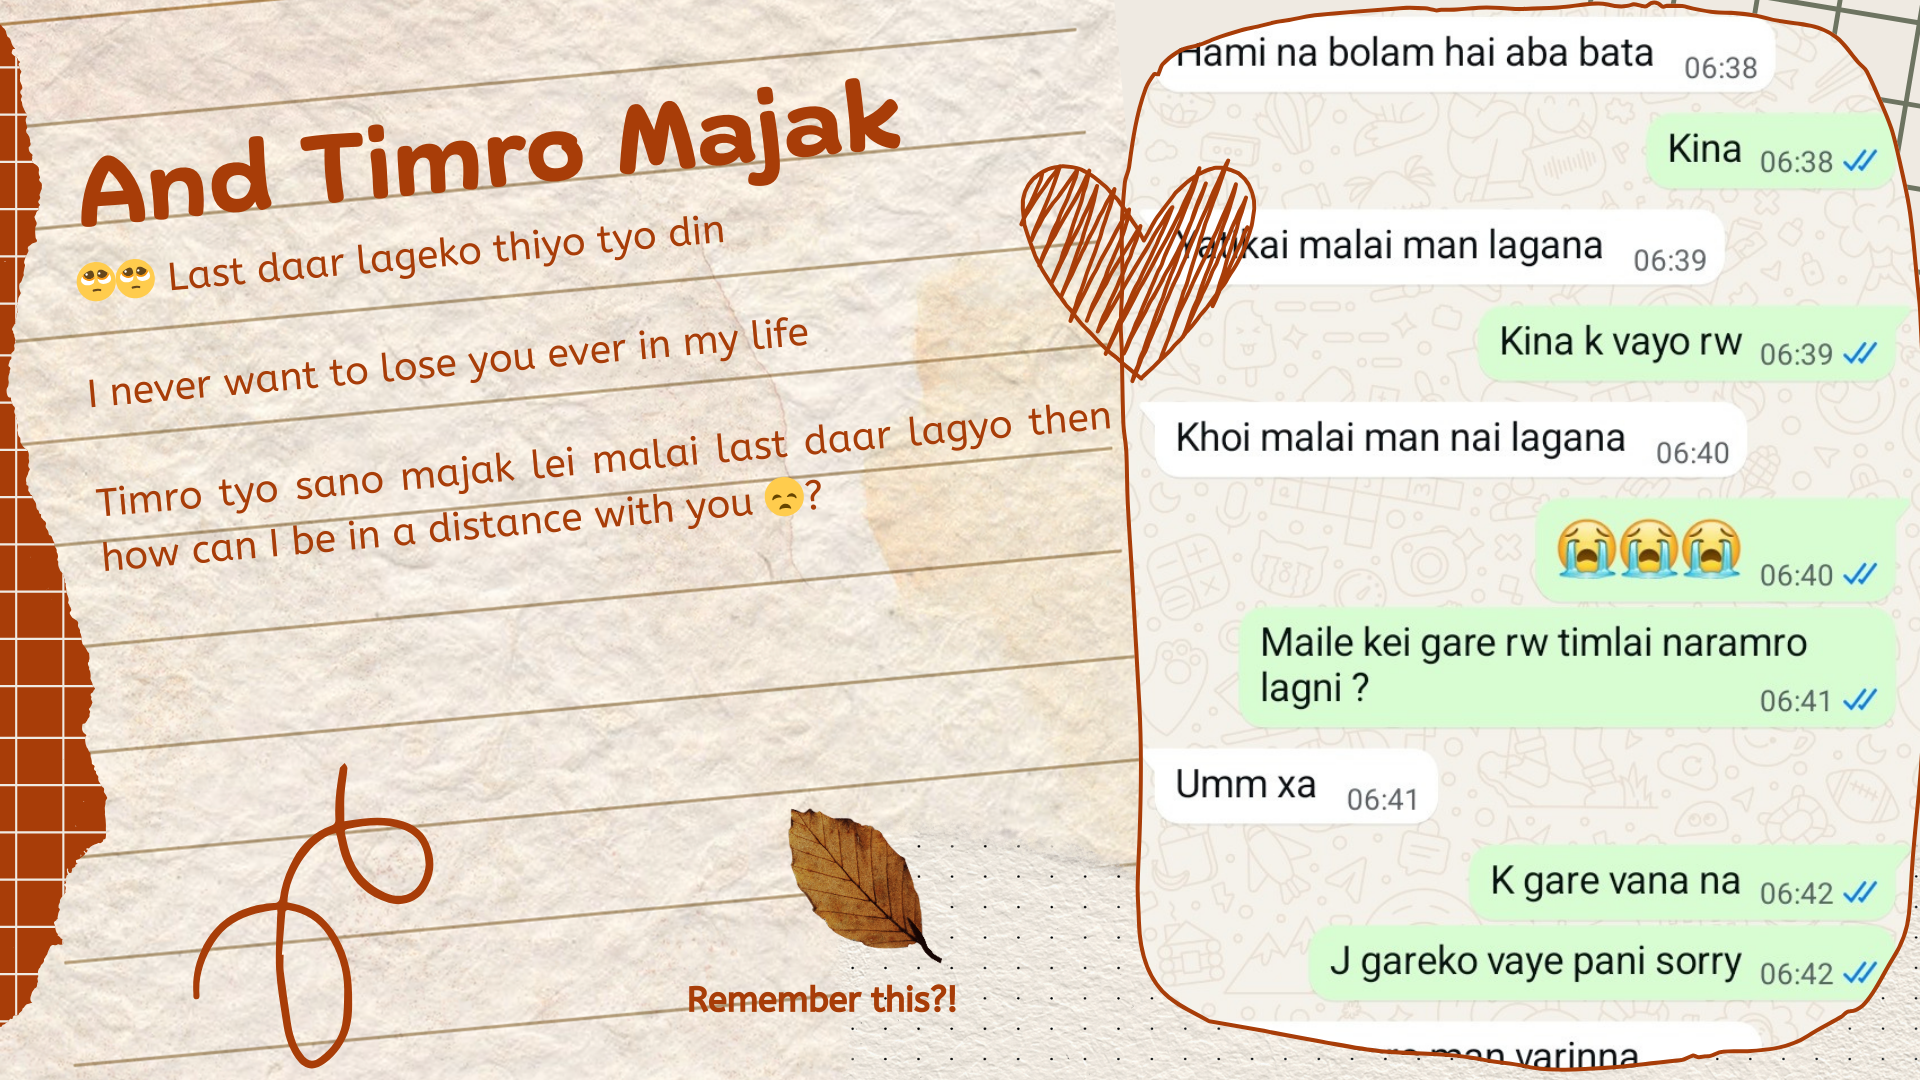 And Timro Majak
🥺🥺 Last daar lageko thiyo tyo din
I never want to lose you ever in my life
Timro tyo sano majak lei malai last daar lagyo then
how can I be in a distance with you 😞?
Remember this?!
Hami na bolam hai aba bata 06:38
Kina 06:38
Yatikai malai man lagana 06:39
Kina k vayo rw 06:39
Khoi malai man nai lagana 06:40
😭😭😭 06:40
Maile kei gare rw timlai naramro
lagni ? 06:41
Umm xa 06:41
K gare vana na 06:42
J gareko vaye pani sorry 06:42
man varinna